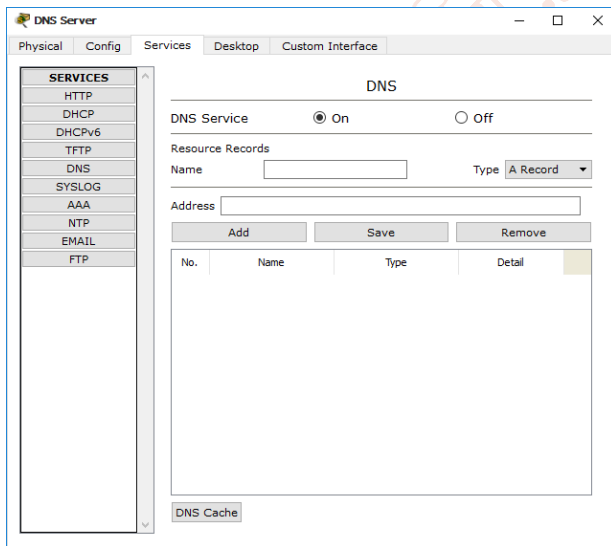 DNS Server
Physical Config Services Desktop Custom Interface
SERVICES
HTTP
DHCP
DHCPv6
TFTP
DNS
SYSLOG
AAA
NTP
EMAIL
FTP
DNS
DNS Service On Off
Resource Records
Name Type A Record
Address
Add Save Remove
No. Name Type Detail
DNS Cache